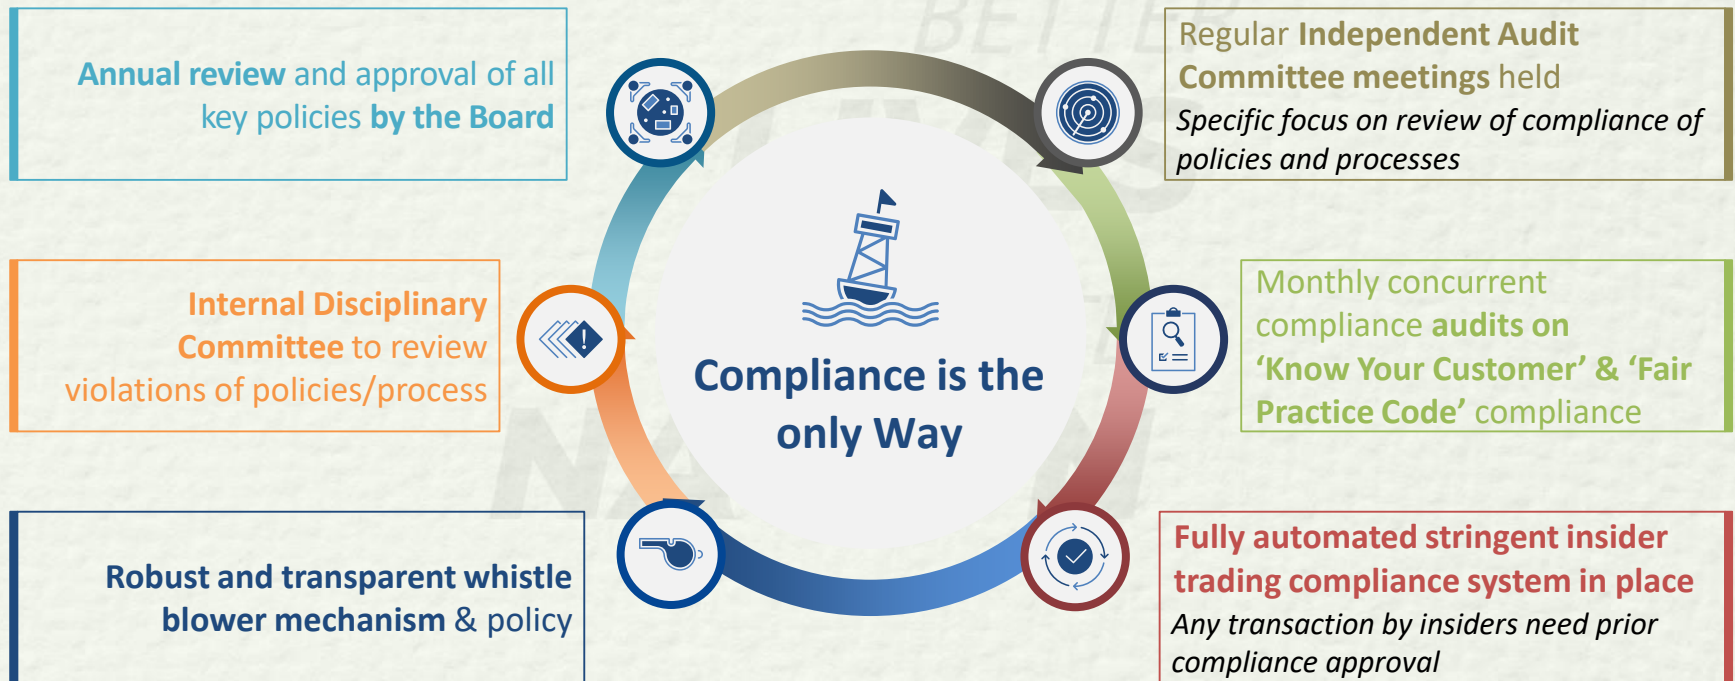 Annual review and approval of all
key policies by the Board
Regular Independent Audit
Committee meetings held
Specific focus on review of compliance of
policies and processes
Internal Disciplinary
Committee to review
violations of policies/process
Compliance is the
only Way
Monthly concurrent
compliance audits on
‘Know Your Customer’ & ‘Fair
Practice Code’ compliance
Robust and transparent whistle
blower mechanism & policy
Fully automated stringent insider
trading compliance system in place
Any transaction by insiders need prior
compliance approval
BETTER